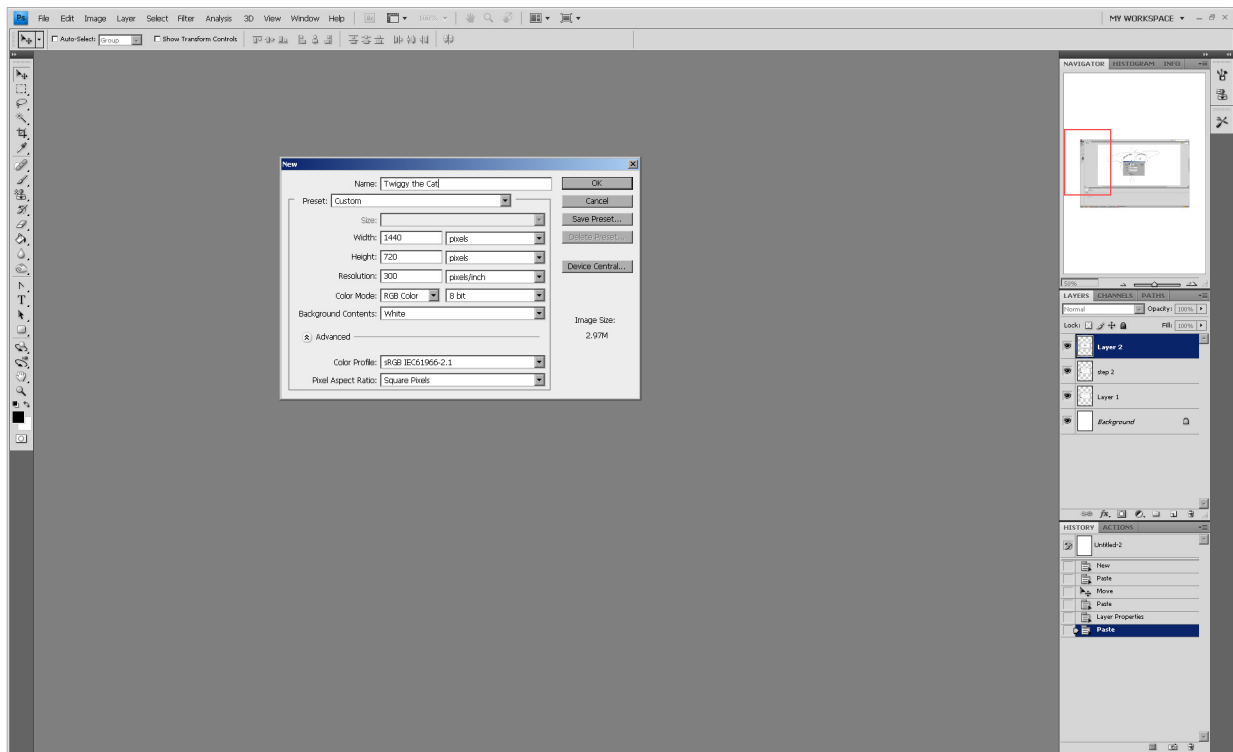 Ps File Edit Image Layer Select Filter Analysis 3D View Window Help Br 100% MY WORKSPACE
Auto-Select: Group Show Transform Controls
NAVIGATOR HISTOGRAM INFO
New
Name: Twiggy the Cat OK
Preset: Custom Cancel
Size: Save Preset...
Width: 1440 pixels Delete Preset...
Height: 720 pixels
Resolution: 300 pixels/inch Device Central...
Color Mode: RGB Color 8 bit
Background Contents: White
Image Size:
2.97M
Advanced
Color Profile: sRGB IEC61966-2.1
Pixel Aspect Ratio: Square Pixels
50%
LAYERS CHANNELS PATHS
Normal Opacity: 100%
Lock: Fill: 100%
Layer 2
step 2
Layer 1
Background
fx.
HISTORY ACTIONS
Untitled-2
New
Paste
Move
Paste
Layer Properties
Paste